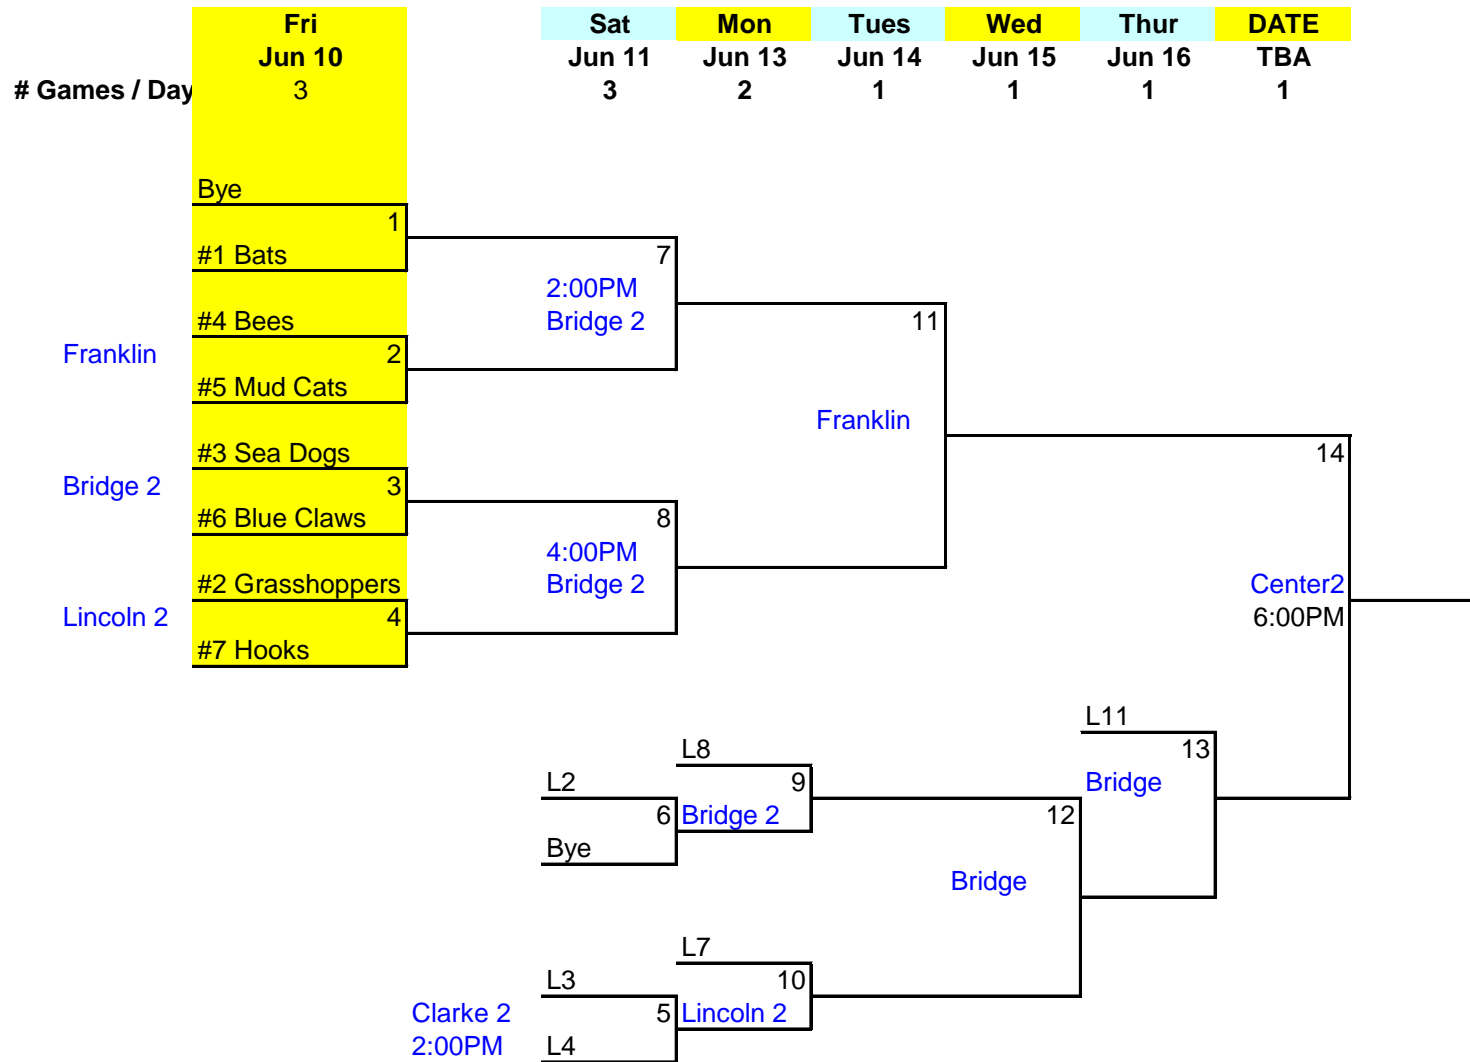 Fri Sat Mon Tues Wed Thur DATE
Jun 10 Jun 11 Jun 13 Jun 14 Jun 15 Jun 16 TBA
# Games / Day 3 3 2 1 1 1 1
Bye
1
#1 Bats
7
2:00PM
#4 Bees
Bridge 2
11
Franklin
2
#5 Mud Cats
Franklin
#3 Sea Dogs
14
Bridge 2
3
#6 Blue Claws
8
4:00PM
#2 Grasshoppers
Bridge 2
Center2
Lincoln 2
4
6:00PM
#7 Hooks
L11
L8
13
L2
9
Bridge
6
Bridge 2
12
Bye
Bridge
L7
L3
10
Clarke 2
5
Lincoln 2
2:00PM
L4